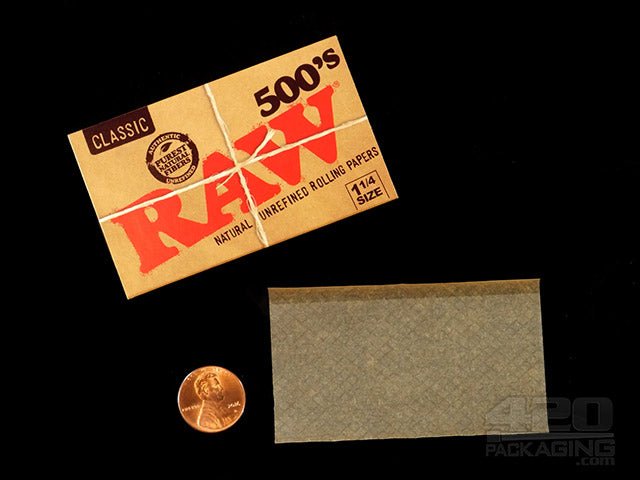 500's
CLASSIC
AUTHENTIC
PUREST
NATURAL
FIBERS
UNREFINED
RAW®
NATURAL UNREFINED ROLLING PAPERS
1 1/4
SIZE
420
PACKAGING
.com